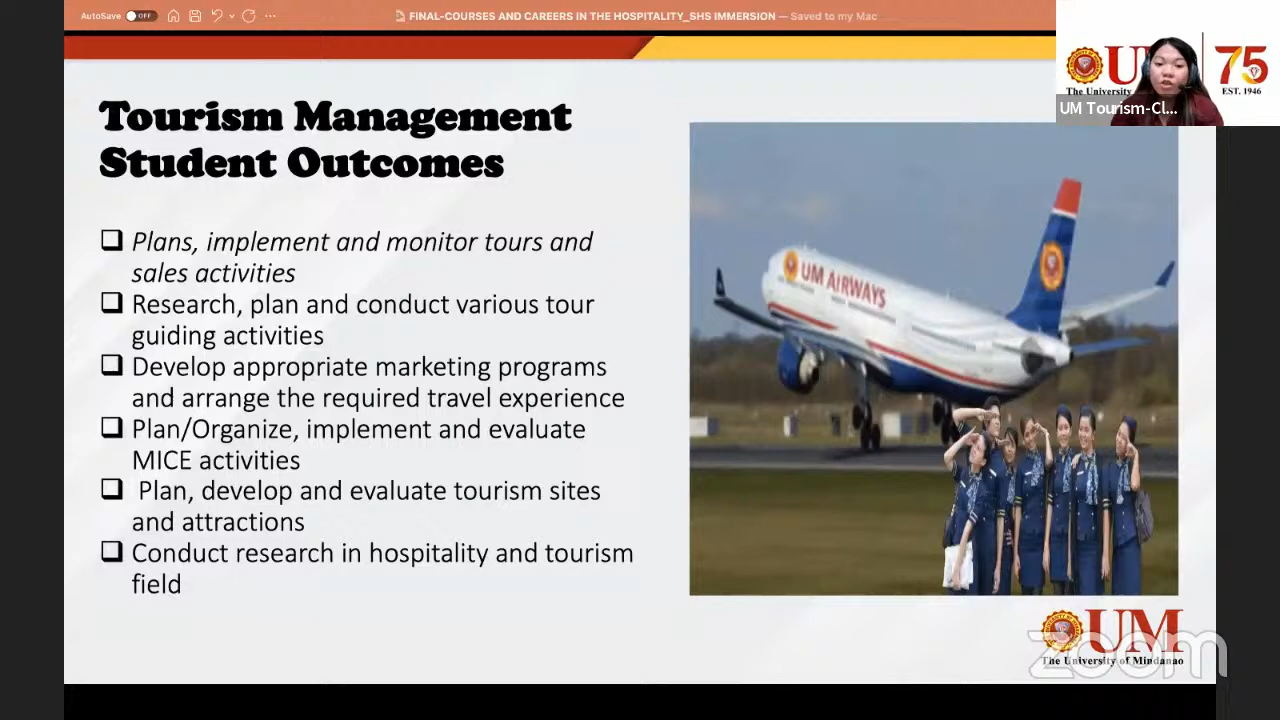 AutoSave OFF
FINAL-COURSES AND CAREERS IN THE HOSPITALITY_SHS IMMERSION — Saved to my Mac
U
75
The University
EST. 1946
UM Tourism-Cl...
Tourism Management
Student Outcomes
Plans, implement and monitor tours and
sales activities
Research, plan and conduct various tour
guiding activities
Develop appropriate marketing programs
and arrange the required travel experience
Plan/Organize, implement and evaluate
MICE activities
Plan, develop and evaluate tourism sites
and attractions
Conduct research in hospitality and tourism
field
UM AIRWAYS
UM
The University of Mindanao
zoom